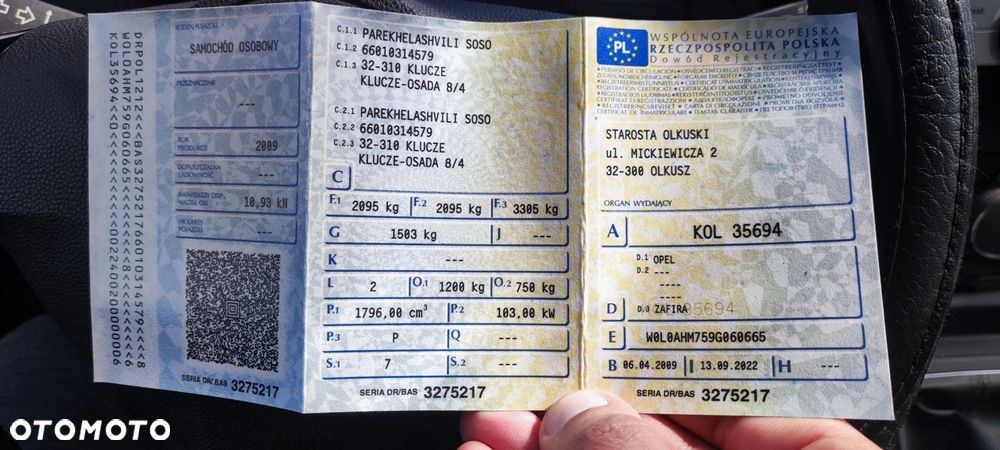 RODZAJ POJAZDU
SAMOCHÓD OSOBOWY
PRZEZNACZENIE
---
ROK PRODUKCJI
2009
DOPUSZCZALNA ŁADOWNOŚĆ
---
NAJWIĘKSZY DOP. NACISK OSI
10,93 kN
NR KARTY POJAZDU
---
SERIA DR/BAS 3275217
C.1.1 PAREKHELASHVILI SOSO
C.1.2 66010314579
C.1.3 32-310 KLUCZE
KLUCZE-OSADA 8/4
C.2.1 PAREKHELASHVILI SOSO
C.2.2 66010314579
C.2.3 32-310 KLUCZE
KLUCZE-OSADA 8/4
C
F.1 2095 kg F.2 2095 kg F.3 3305 kg
G 1503 kg J ---
K ---
L 2 O.1 1200 kg O.2 750 kg
P.1 1796,00 cm³ P.2 103,00 kW
P.3 P Q ---
S.1 7 S.2 ---
SERIA DR/BAS 3275217
PL
WSPÓLNOTA EUROPEJSKA
RZECZPOSPOLITA POLSKA
Dowód Rejestracyjny
STAROSTA OLKUSKI
ul. MICKIEWICZA 2
32-300 OLKUSZ
ORGAN WYDAJĄCY
A KOL 35694
D.1 OPEL
D.2 ---
----
----
D D.3 ZAFIRA
E W0L0AHM759G060665
B 06.04.2009 I 13.09.2022 H ---
SERIA DR/BAS 3275217
OTOMOTO